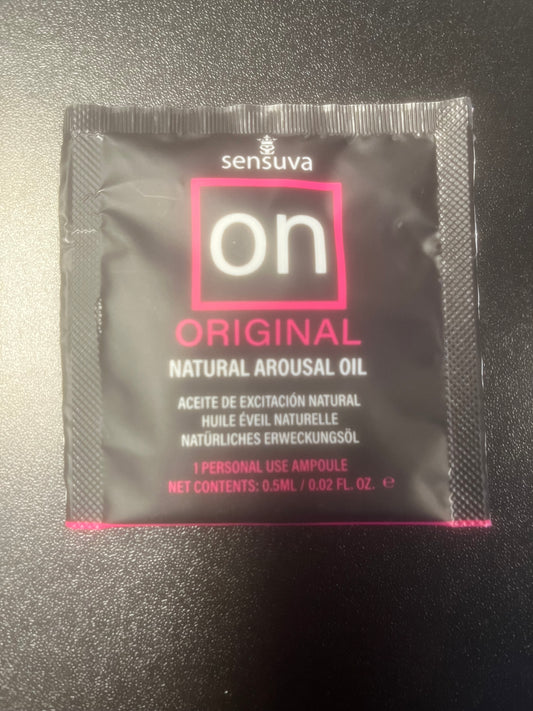 sensuva
on
ORIGINAL
NATURAL AROUSAL OIL
ACEITE DE EXCITACIÓN NATURAL
HUILE ÉVEIL NATURELLE
NATÜRLICHES ERWECKUNGSÖL
1 PERSONAL USE AMPOULE
NET CONTENTS: 0.5ML / 0.02 FL. OZ. ℮